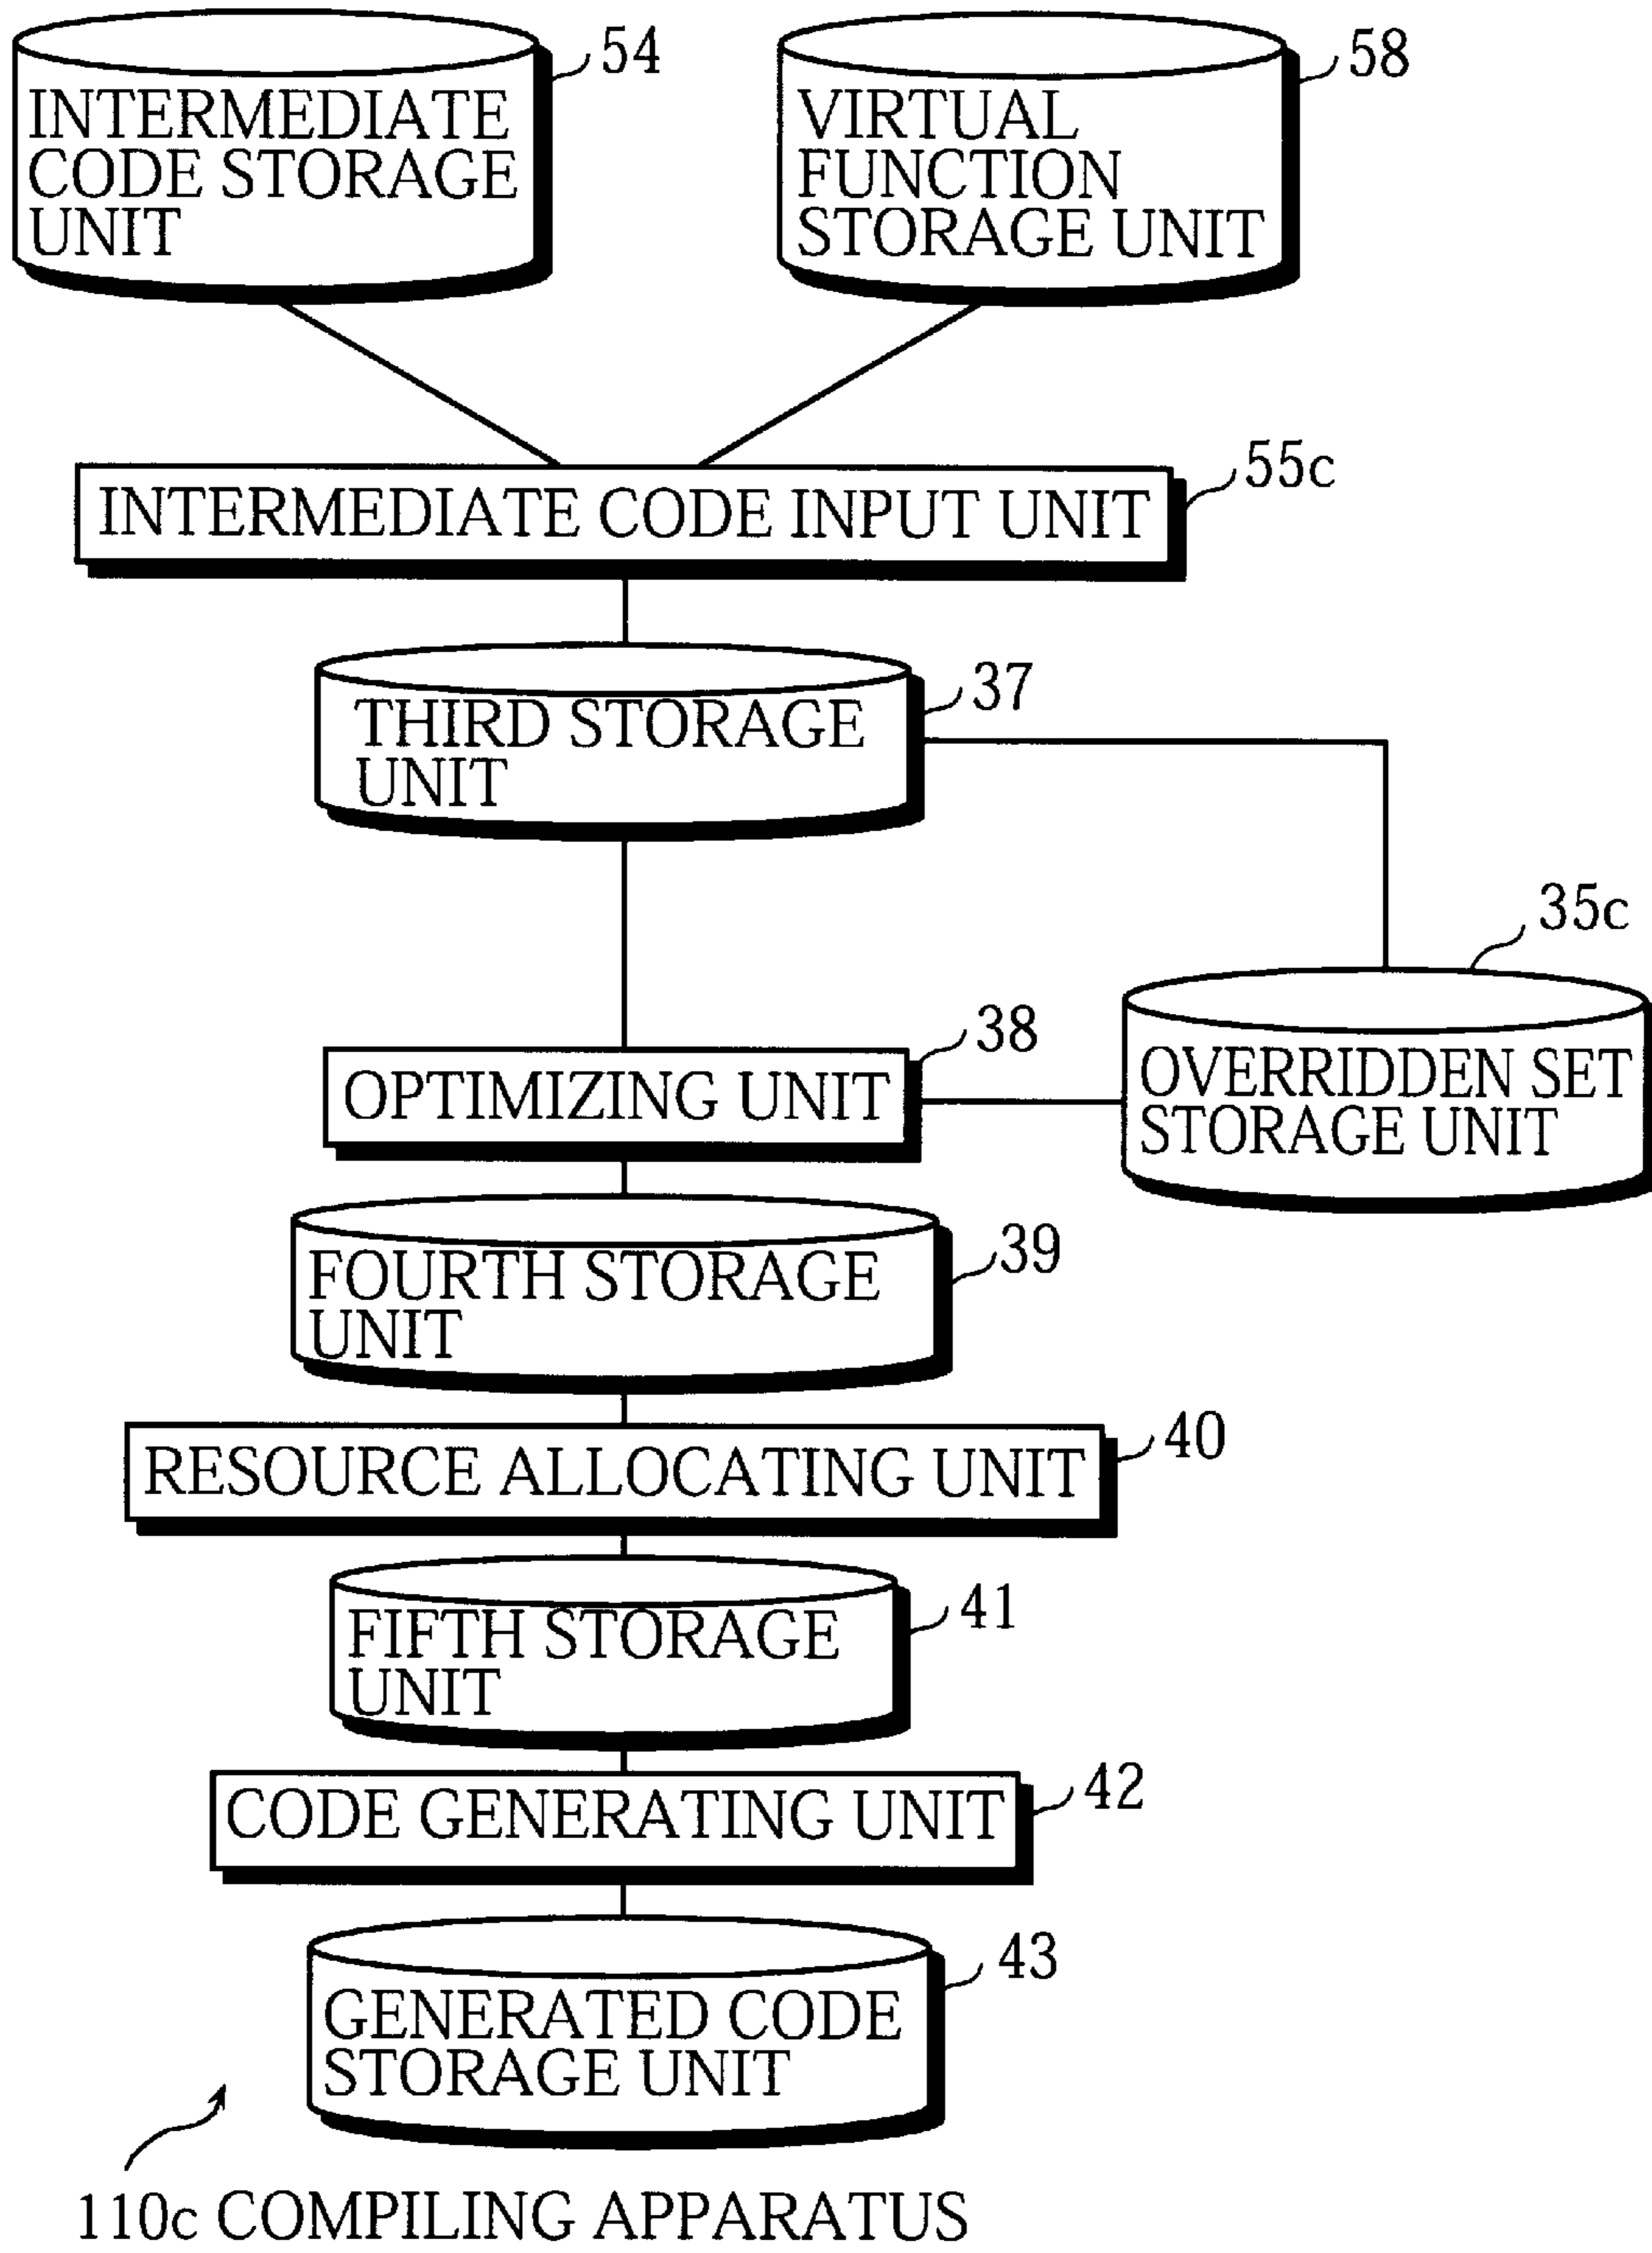 54
INTERMEDIATE
CODE STORAGE
UNIT
58
VIRTUAL
FUNCTION
STORAGE UNIT
55c
INTERMEDIATE CODE INPUT UNIT
37
THIRD STORAGE
UNIT
35c
OVERRIDDEN SET
STORAGE UNIT
38
OPTIMIZING UNIT
39
FOURTH STORAGE
UNIT
40
RESOURCE ALLOCATING UNIT
41
FIFTH STORAGE
UNIT
42
CODE GENERATING UNIT
43
GENERATED CODE
STORAGE UNIT
110c COMPILING APPARATUS